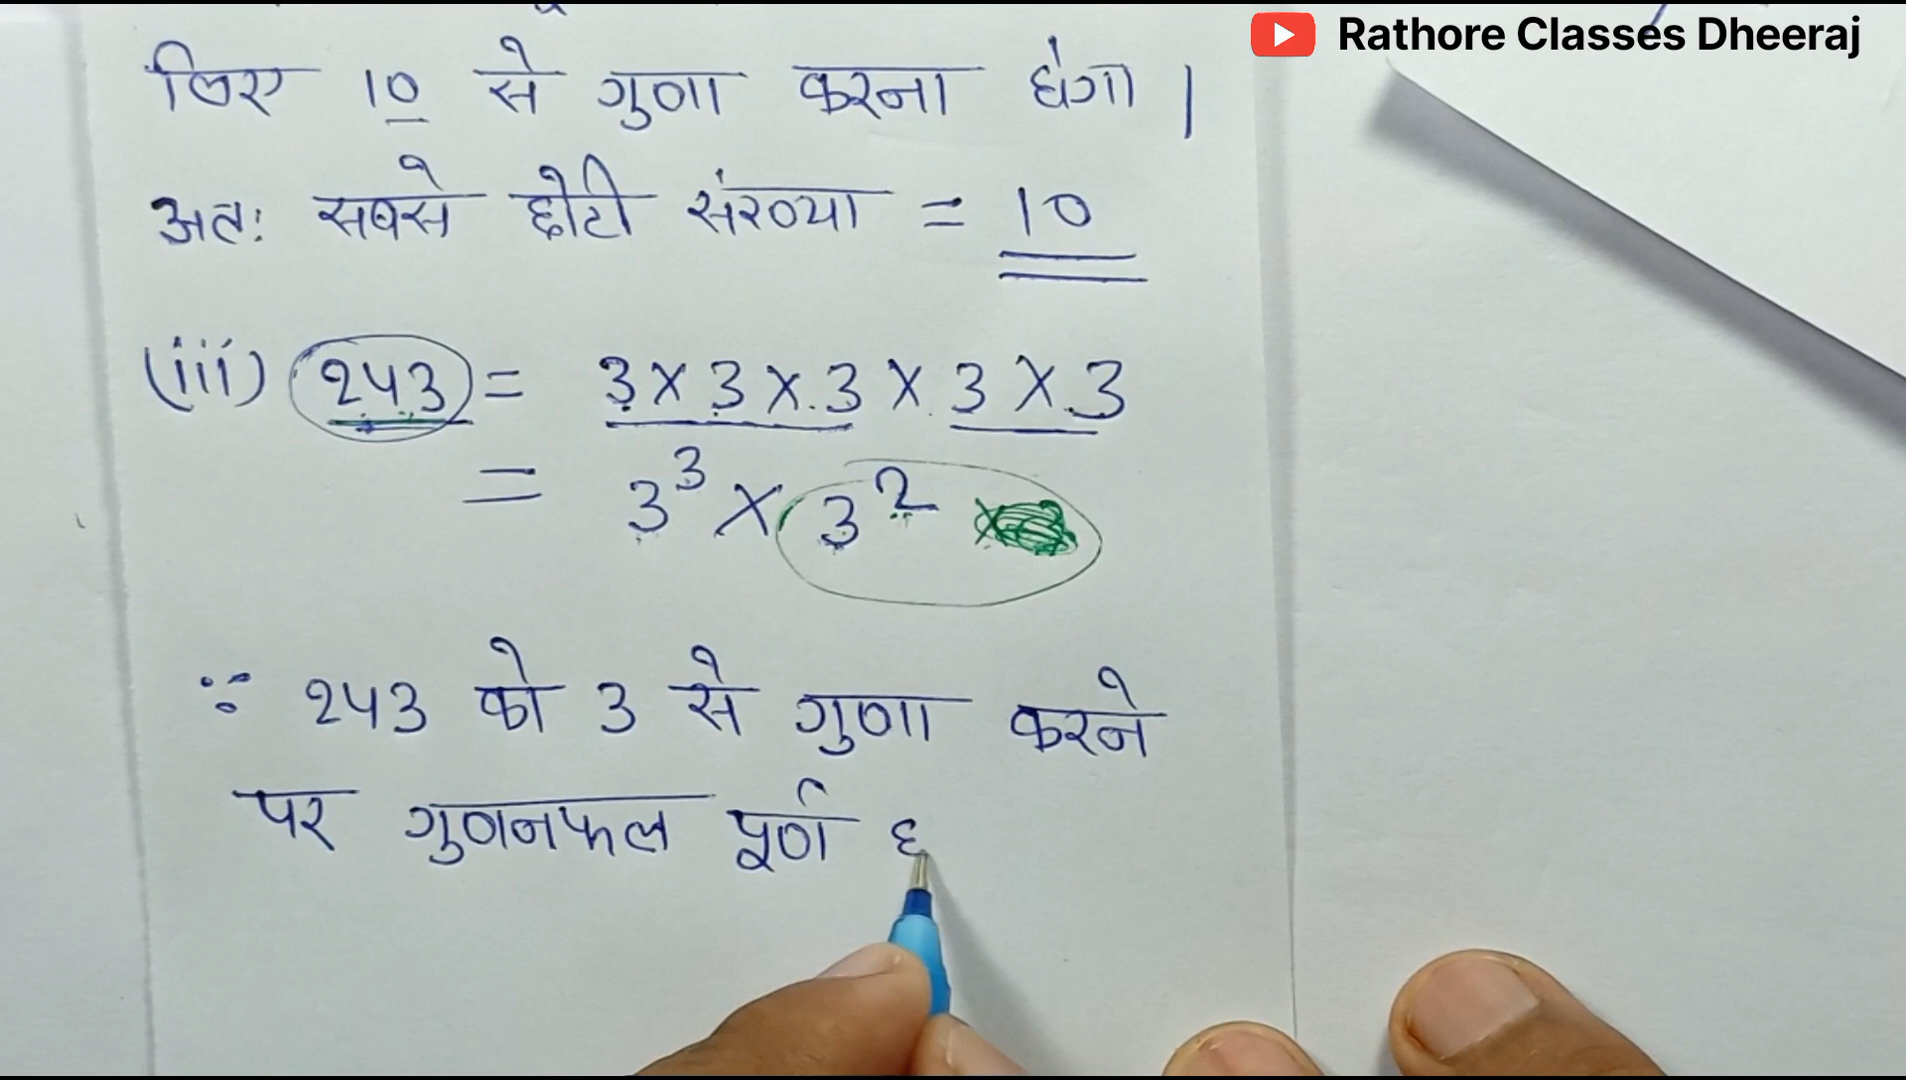 Rathore Classes Dheeraj
लिए 10 से गुणा करना होगा |
अतः सबसे छोटी संख्या = 10
(iii) 243 = 3 × 3 × 3 × 3 × 3
= 3³ × 3²
∵ 243 को 3 से गुणा करने
पर गुणनफल पूर्ण घ